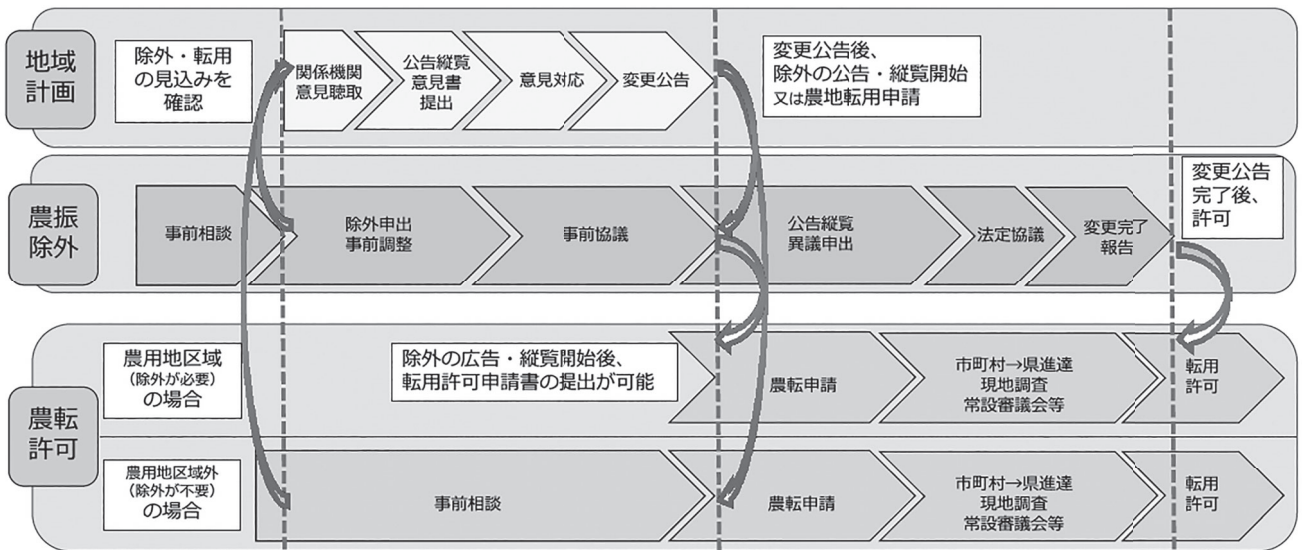 地域
計画
除外・転用
の見込みを
確認
関係機関
意見聴取
公告縦覧
意見書
提出
意見対応
変更公告
変更公告後、
除外の公告・縦覧開始
又は農地転用申請
農振
除外
事前相談
除外申出
事前調整
事前協議
公告縦覧
異議申出
法定協議
変更完了
報告
変更公告
完了後、
許可
農転
許可
農用地区域
（除外が必要）
の場合
除外の広告・縦覧開始後、
転用許可申請書の提出が可能
農転申請
市町村→県進達
現地調査
常設審議会等
転用
許可
農用地区域外
（除外が不要）
の場合
事前相談
農転申請
市町村→県進達
現地調査
常設審議会等
転用
許可